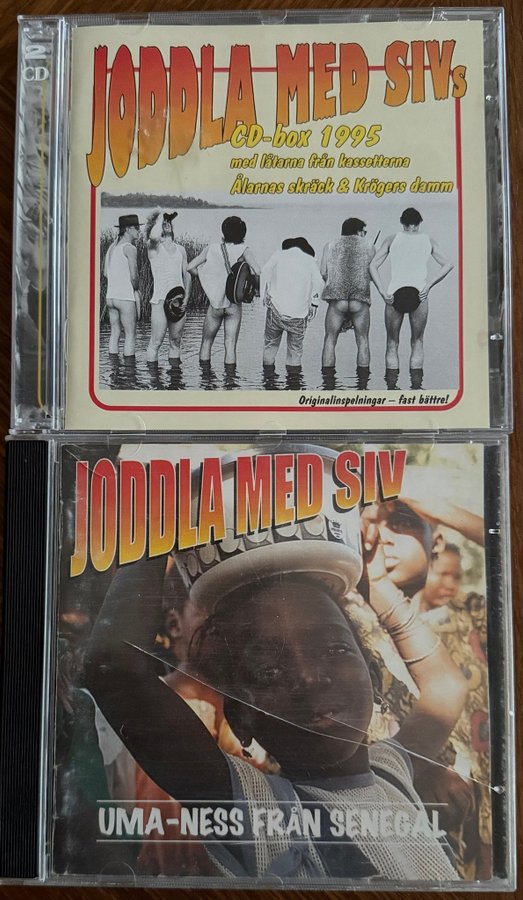 2
CD
JODDLA MED SIVs
CD-box 1995
med låtarna från kassetterna
Ålarnas skräck & Krögers damm
Originalinspelningar – fast bättre!
JODDLA MED SIV
UMA-NESS FRÅN SENEGAL